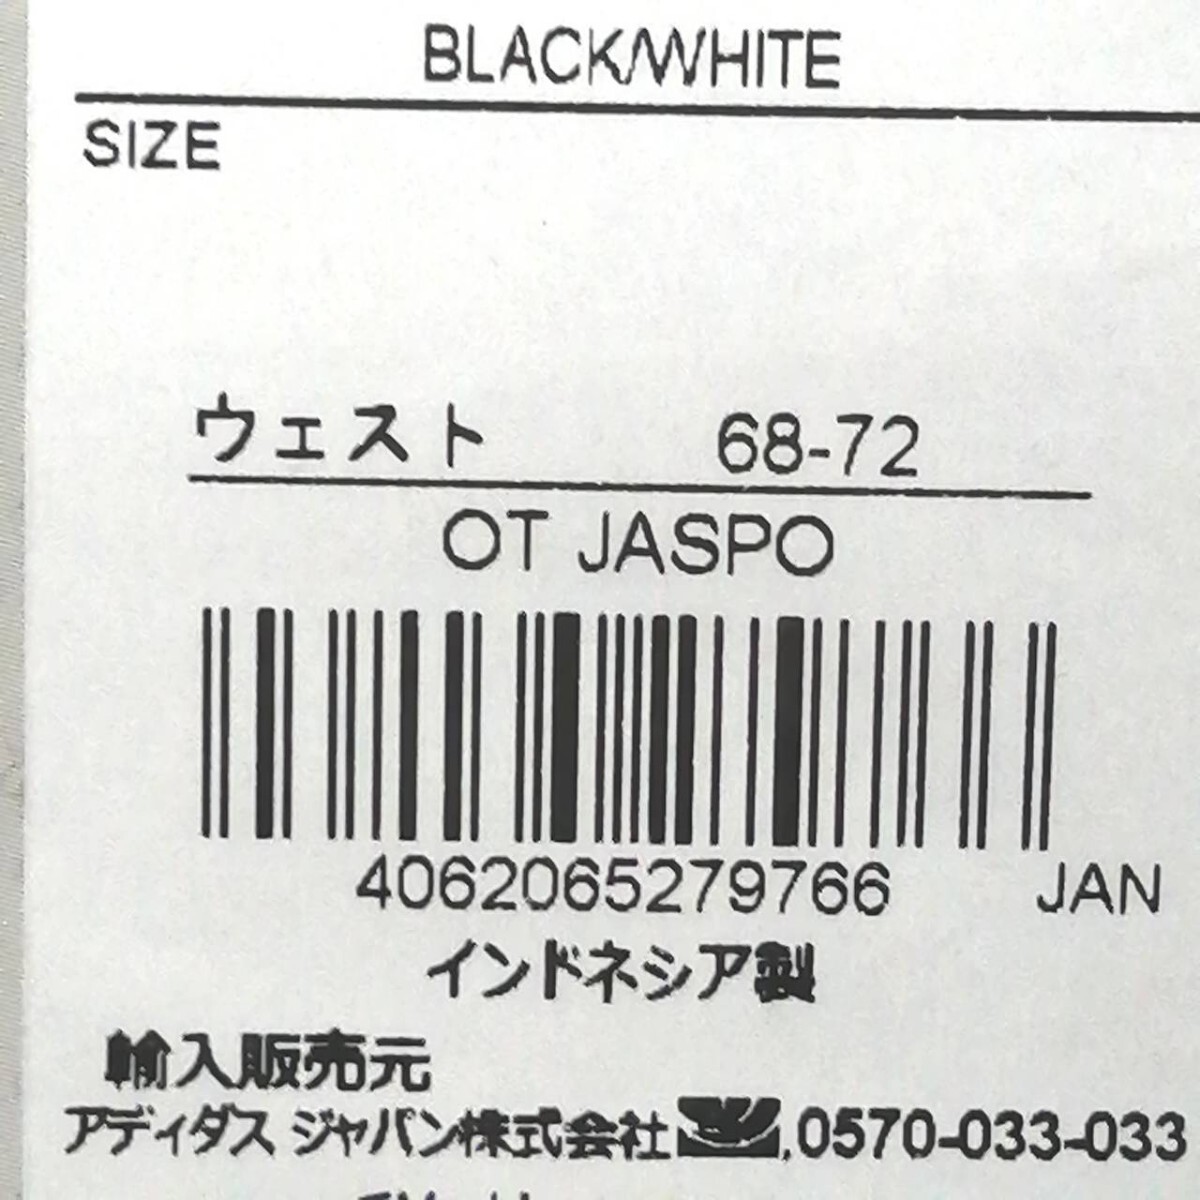 BLACK/WHITE
SIZE
ウェスト 68-72
OT JASPO
4062065279766 JAN
インドネシア製
輸入販売元
アディダス ジャパン株式会社 ,0570-033-033